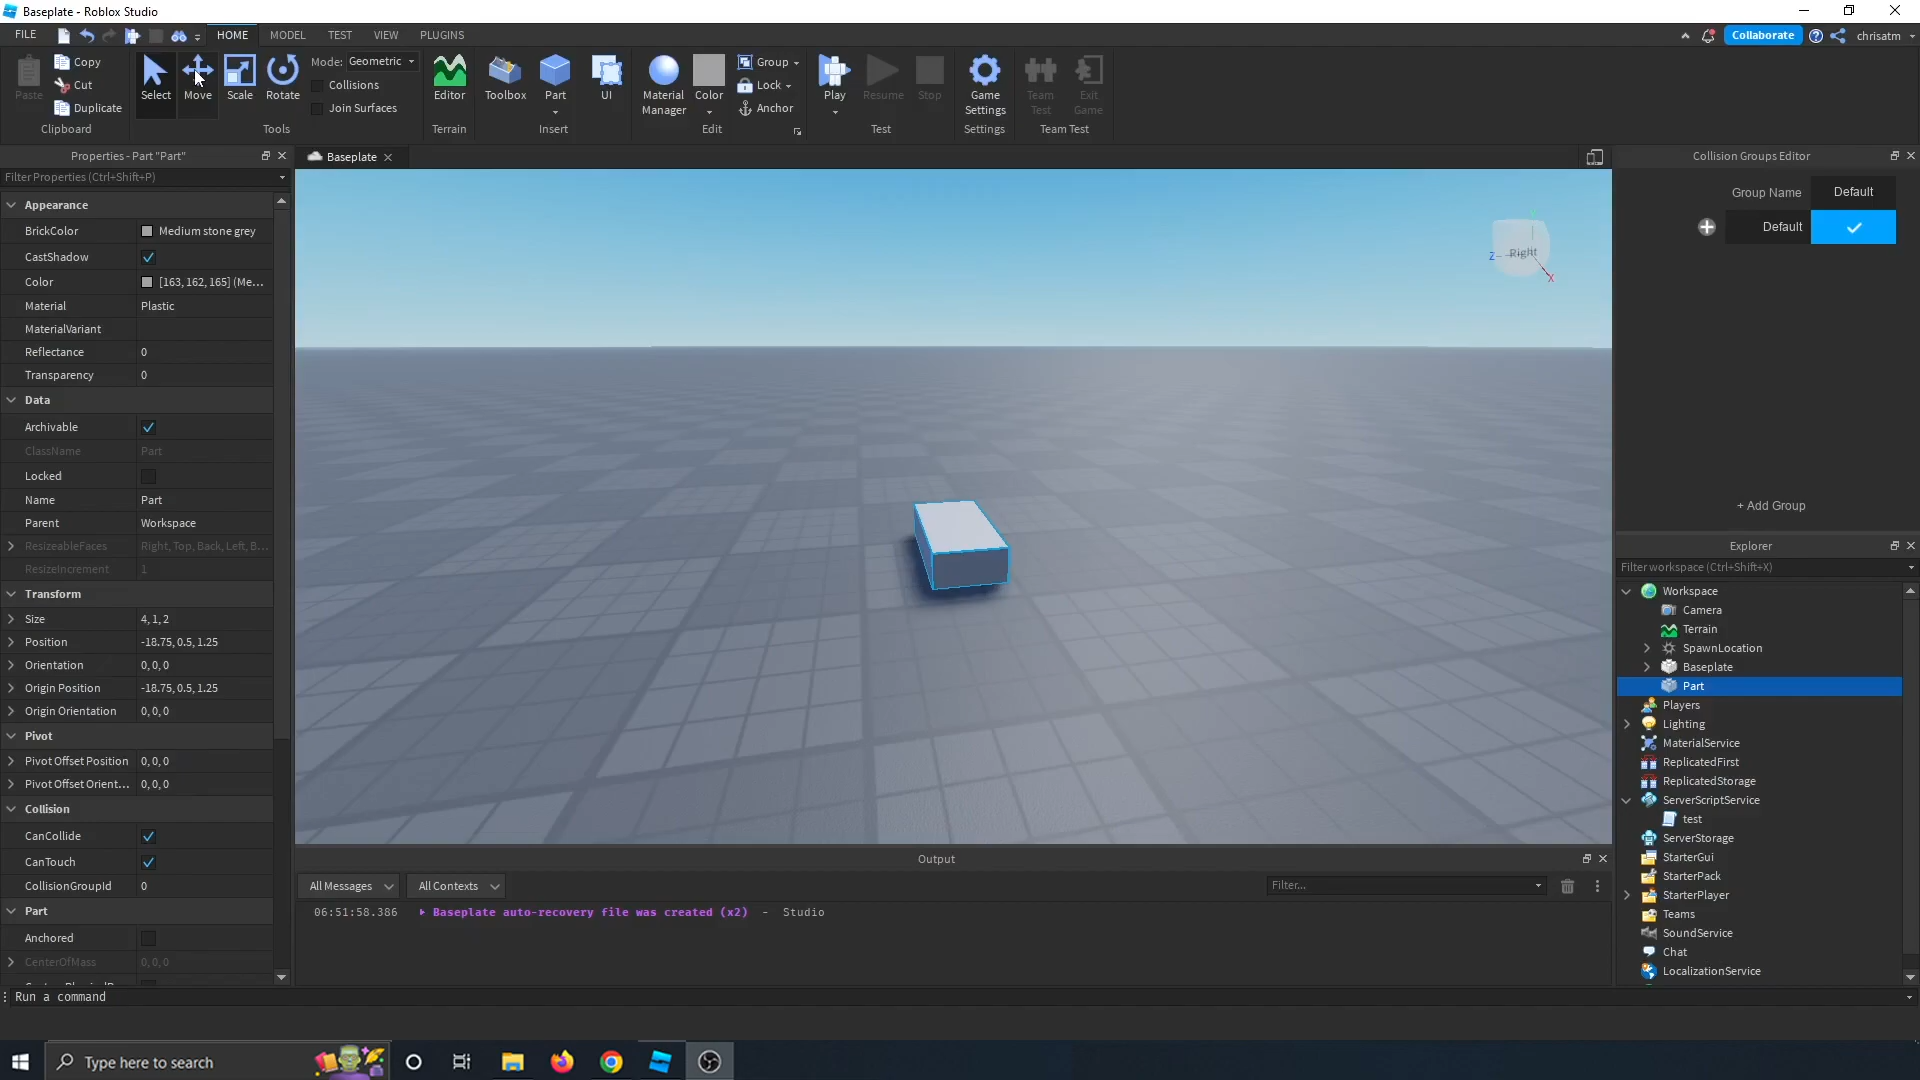 Baseplate - Roblox Studio
FILE HOME MODEL TEST VIEW PLUGINS Collaborate chrisatm
Paste Copy Cut Duplicate Clipboard
Select Move Scale Rotate Mode: Geometric Collisions Join Surfaces Tools
Editor Terrain
Toolbox Part UI Insert
Material Manager Color Group Lock Anchor Edit
Play Resume Stop Test
Game Settings Settings
Team Test Exit Game Team Test
Properties - Part "Part"
Filter Properties (Ctrl+Shift+P)
Appearance
BrickColor Medium stone grey
CastShadow
Color [163, 162, 165] (Me...
Material Plastic
MaterialVariant
Reflectance 0
Transparency 0
Data
Archivable
ClassName Part
Locked
Name Part
Parent Workspace
ResizeableFaces Right, Top, Back, Left, B...
ResizeIncrement 1
Transform
Size 4, 1, 2
Position -18.75, 0.5, 1.25
Orientation 0, 0, 0
Origin Position -18.75, 0.5, 1.25
Origin Orientation 0, 0, 0
Pivot
Pivot Offset Position 0, 0, 0
Pivot Offset Orient... 0, 0, 0
Collision
CanCollide
CanTouch
CollisionGroupId 0
Part
Anchored
CenterOfMass 0, 0, 0
Baseplate
Right
Z
X
Output
All Messages All Contexts Filter...
06:51:58.386 Baseplate auto-recovery file was created (x2) - Studio
Run a command
Collision Groups Editor
Group Name Default
Default
+ Add Group
Explorer
Filter workspace (Ctrl+Shift+X)
Workspace
Camera
Terrain
SpawnLocation
Baseplate
Part
Players
Lighting
MaterialService
ReplicatedFirst
ReplicatedStorage
ServerScriptService
test
ServerStorage
StarterGui
StarterPack
StarterPlayer
Teams
SoundService
Chat
LocalizationService
Type here to search